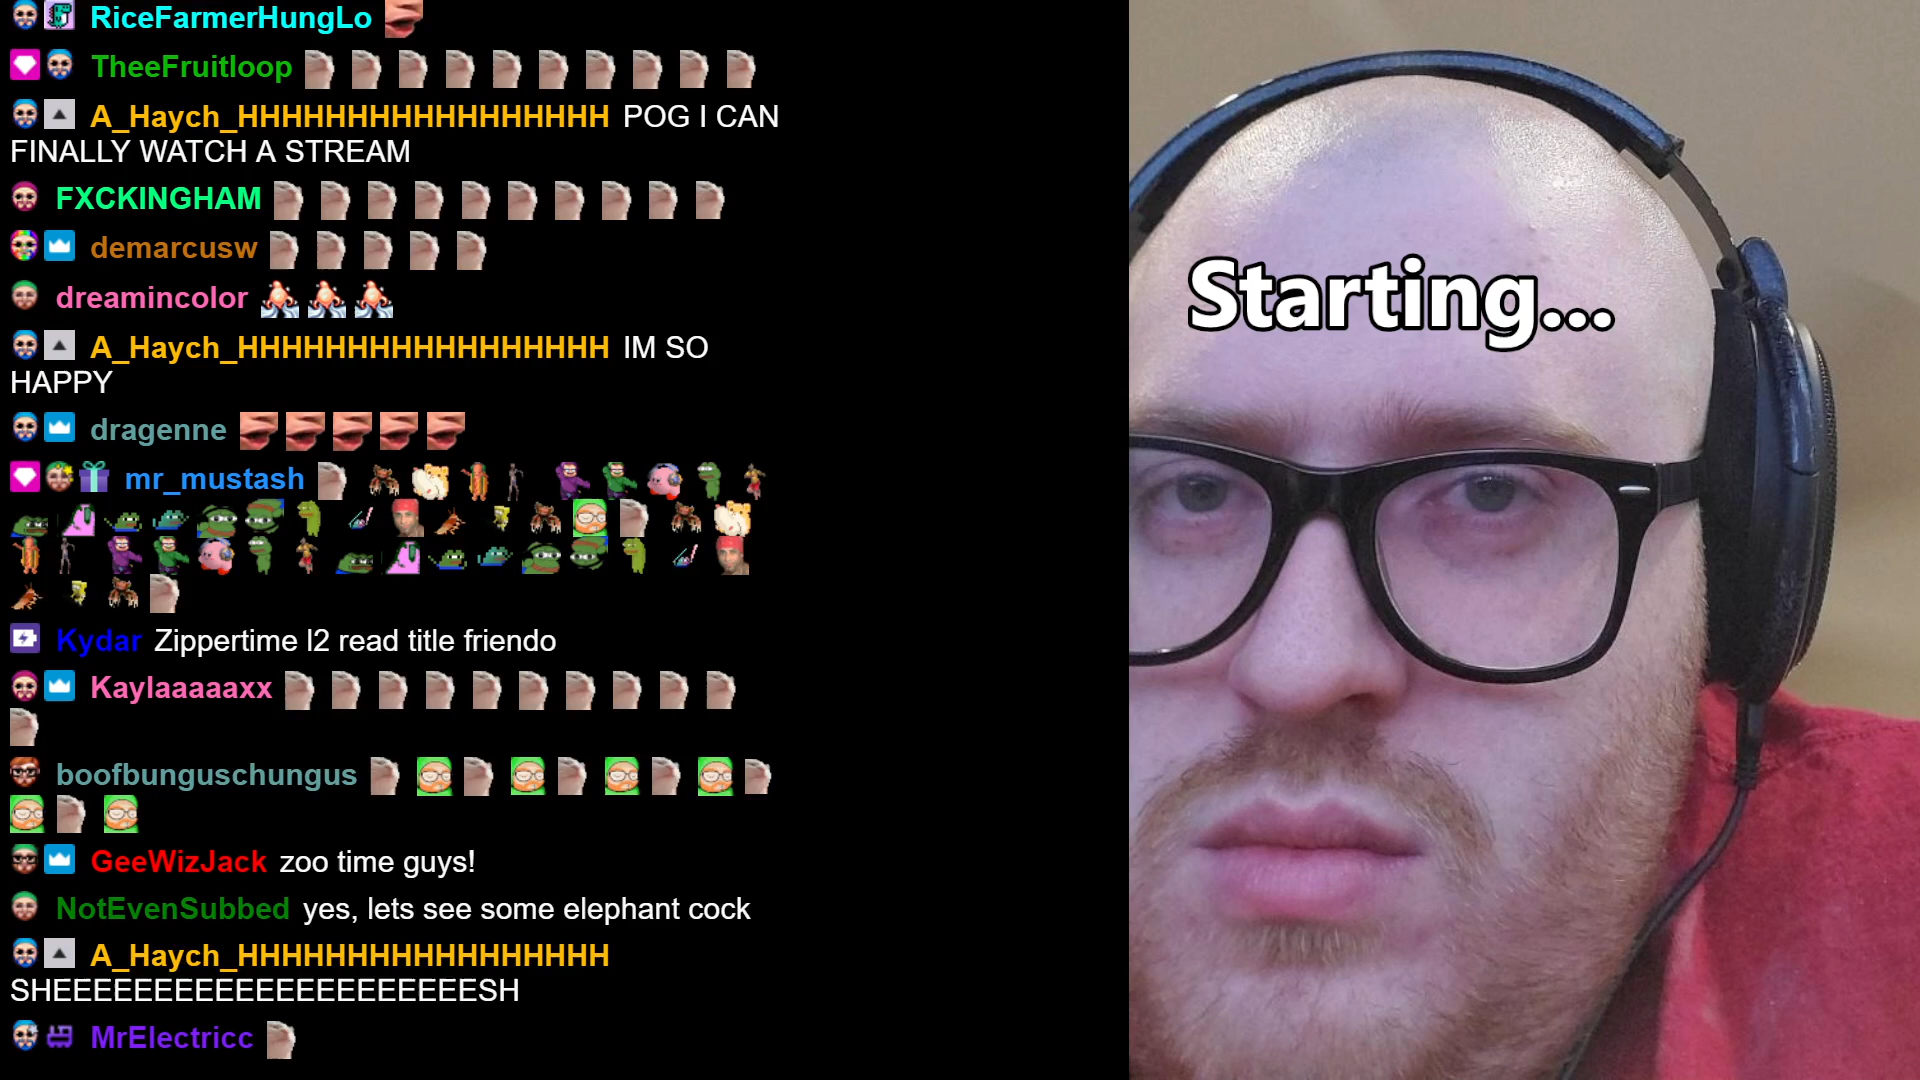 RiceFarmerHungLo
TheeFruitloop
A_Haych_HHHHHHHHHHHHHHHHH POG I CAN
FINALLY WATCH A STREAM
FXCKINGHAM
demarcusw
dreamincolor
A_Haych_HHHHHHHHHHHHHHHHH IM SO
HAPPY
dragenne
mr_mustash
Kydar Zippertime l2 read title friendo
Kaylaaaaaxx
boofbunguschungus
GeeWizJack zoo time guys!
NotEvenSubbed yes, lets see some elephant cock
A_Haych_HHHHHHHHHHHHHHHHH
SHEEEEEEEEEEEEEEEEEEEEESH
MrElectricc
Starting...